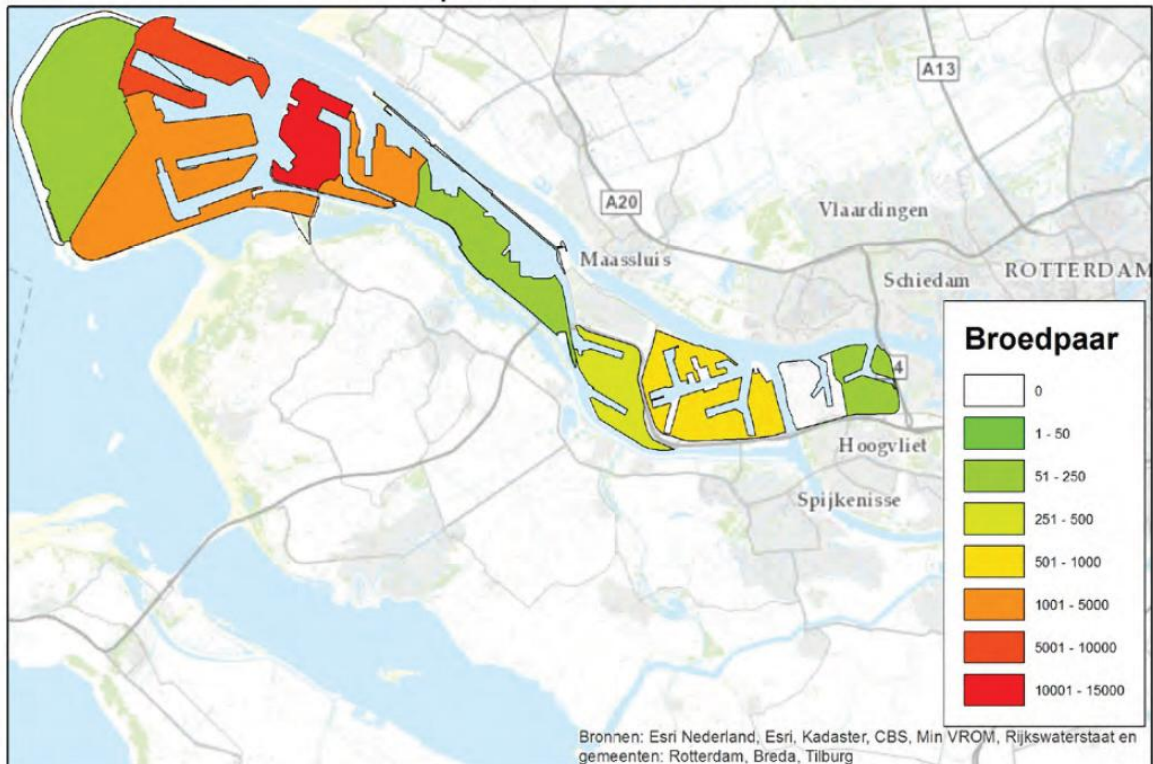 A13
A20
Vlaardingen
Maassluis
Schiedam
ROTTERDAM
4
Hoogvliet
Spijkenisse
Broedpaar
0
1 - 50
51 - 250
251 - 500
501 - 1000
1001 - 5000
5001 - 10000
10001 - 15000
Bronnen: Esri Nederland, Esri, Kadaster, CBS, Min VROM, Rijkswaterstaat en
gemeenten: Rotterdam, Breda, Tilburg